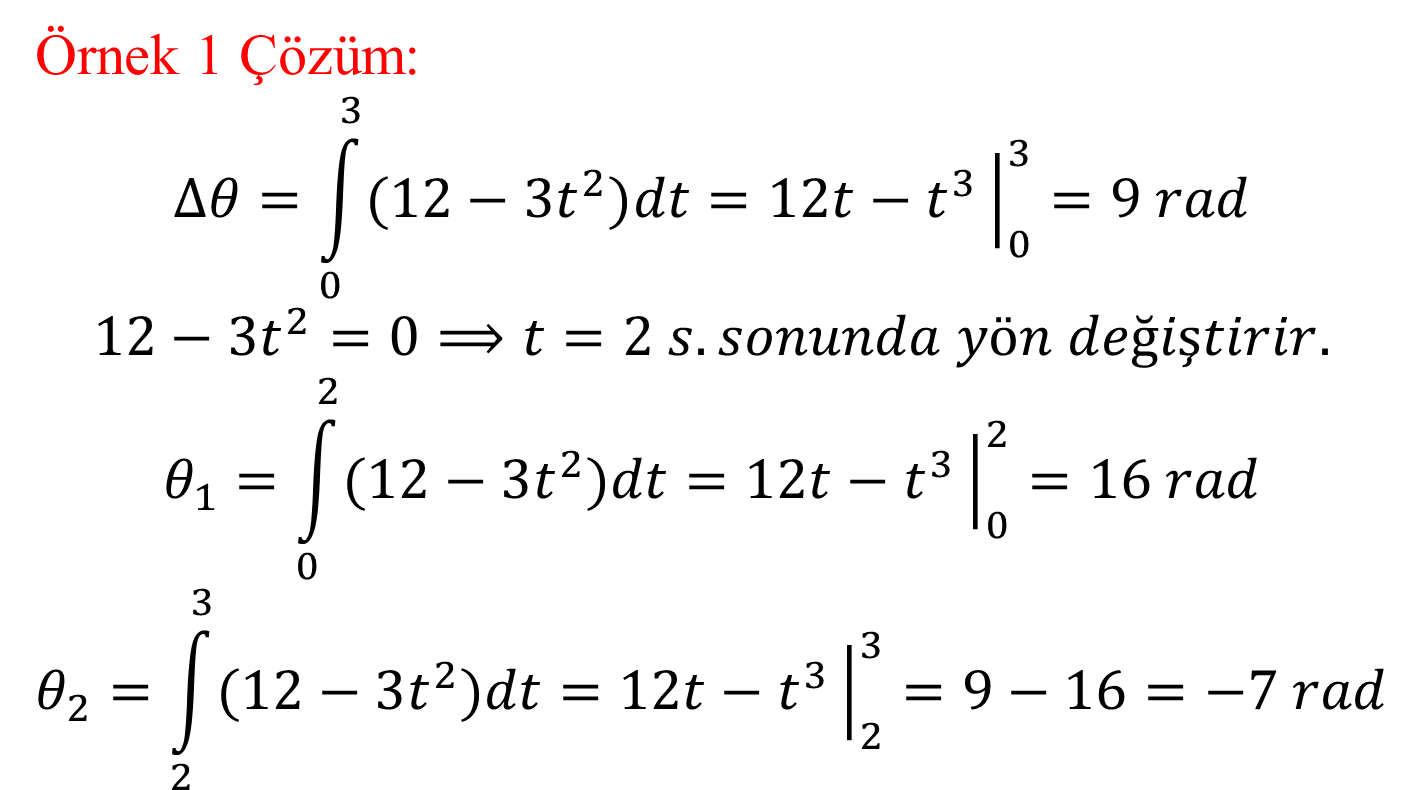 Örnek 1 Çözüm:
Δθ = ∫₀³ (12 − 3t²)dt = 12t − t³ |₀³ = 9 rad
12 − 3t² = 0 ⟹ t = 2 s. sonunda yön değiştirir.
θ₁ = ∫₀² (12 − 3t²)dt = 12t − t³ |₀² = 16 rad
θ₂ = ∫₂³ (12 − 3t²)dt = 12t − t³ |₂³ = 9 − 16 = −7 rad